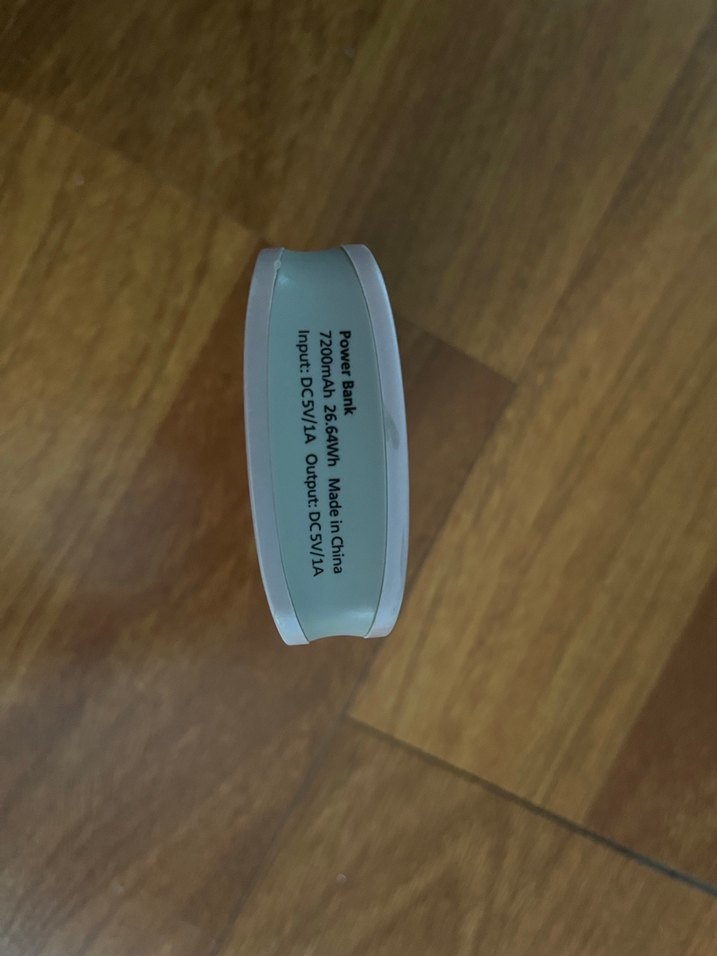 Power Bank
7200mAh 26.64Wh Made in China
Input: DC5V/1A Output: DC5V/1A